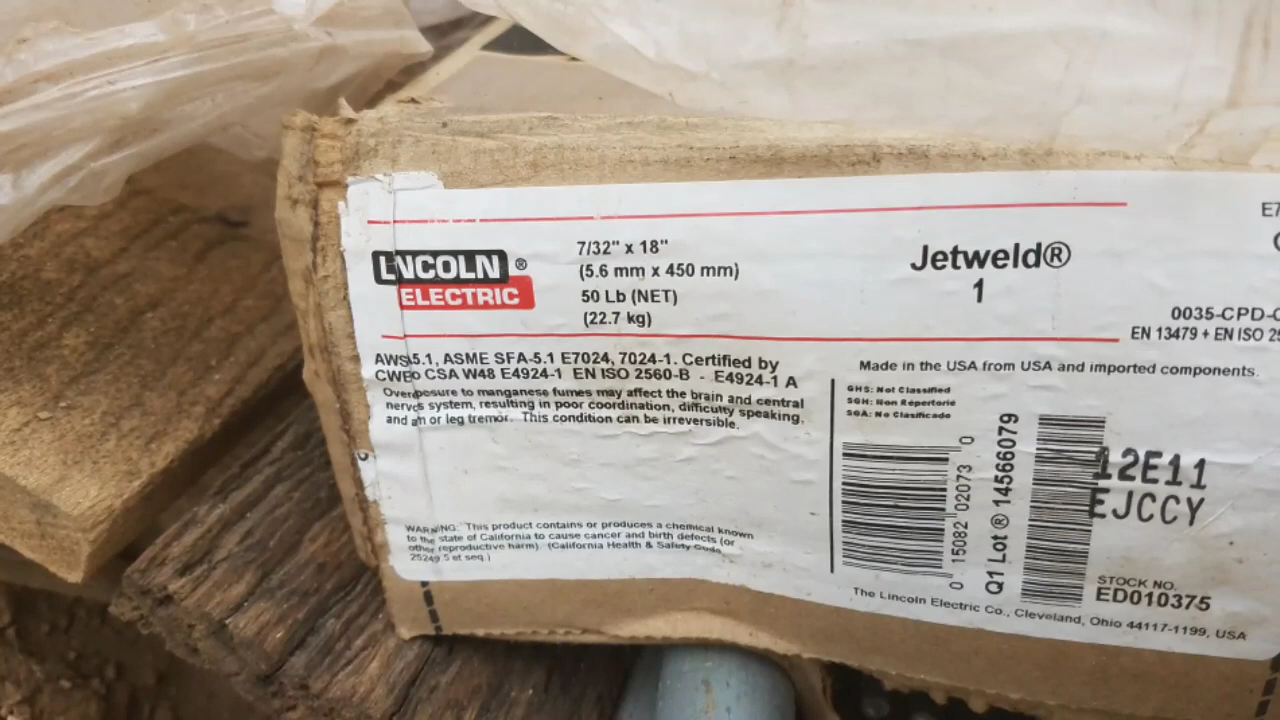 LINCOLN ®
ELECTRIC
7/32" x 18"
(5.6 mm x 450 mm)
50 Lb (NET)
(22.7 kg)
Jetweld®
1
E7
0035-CPD-C
EN 13479 + EN ISO 25
AWS 5.1, ASME SFA-5.1 E7024, 7024-1. Certified by
CWB to CSA W48 E4924-1 EN ISO 2560-B - E4924-1 A
Overexposure to manganese fumes may affect the brain and central
nervous system, resulting in poor coordination, difficulty speaking,
and arm or leg tremor. This condition can be irreversible.
WARNING: This product contains or produces a chemical known
to the state of California to cause cancer and birth defects (or
other reproductive harm). (California Health & Safety Code
25249.5 et seq.)
Made in the USA from USA and imported components.
GHS: Not Classified
SGH: Non Répertorié
SGA: No Clasificado
0 15082 02073 0
Q1 Lot ® 14566079
12E11
EJCCY
STOCK NO.
ED010375
The Lincoln Electric Co., Cleveland, Ohio 44117-1199, USA